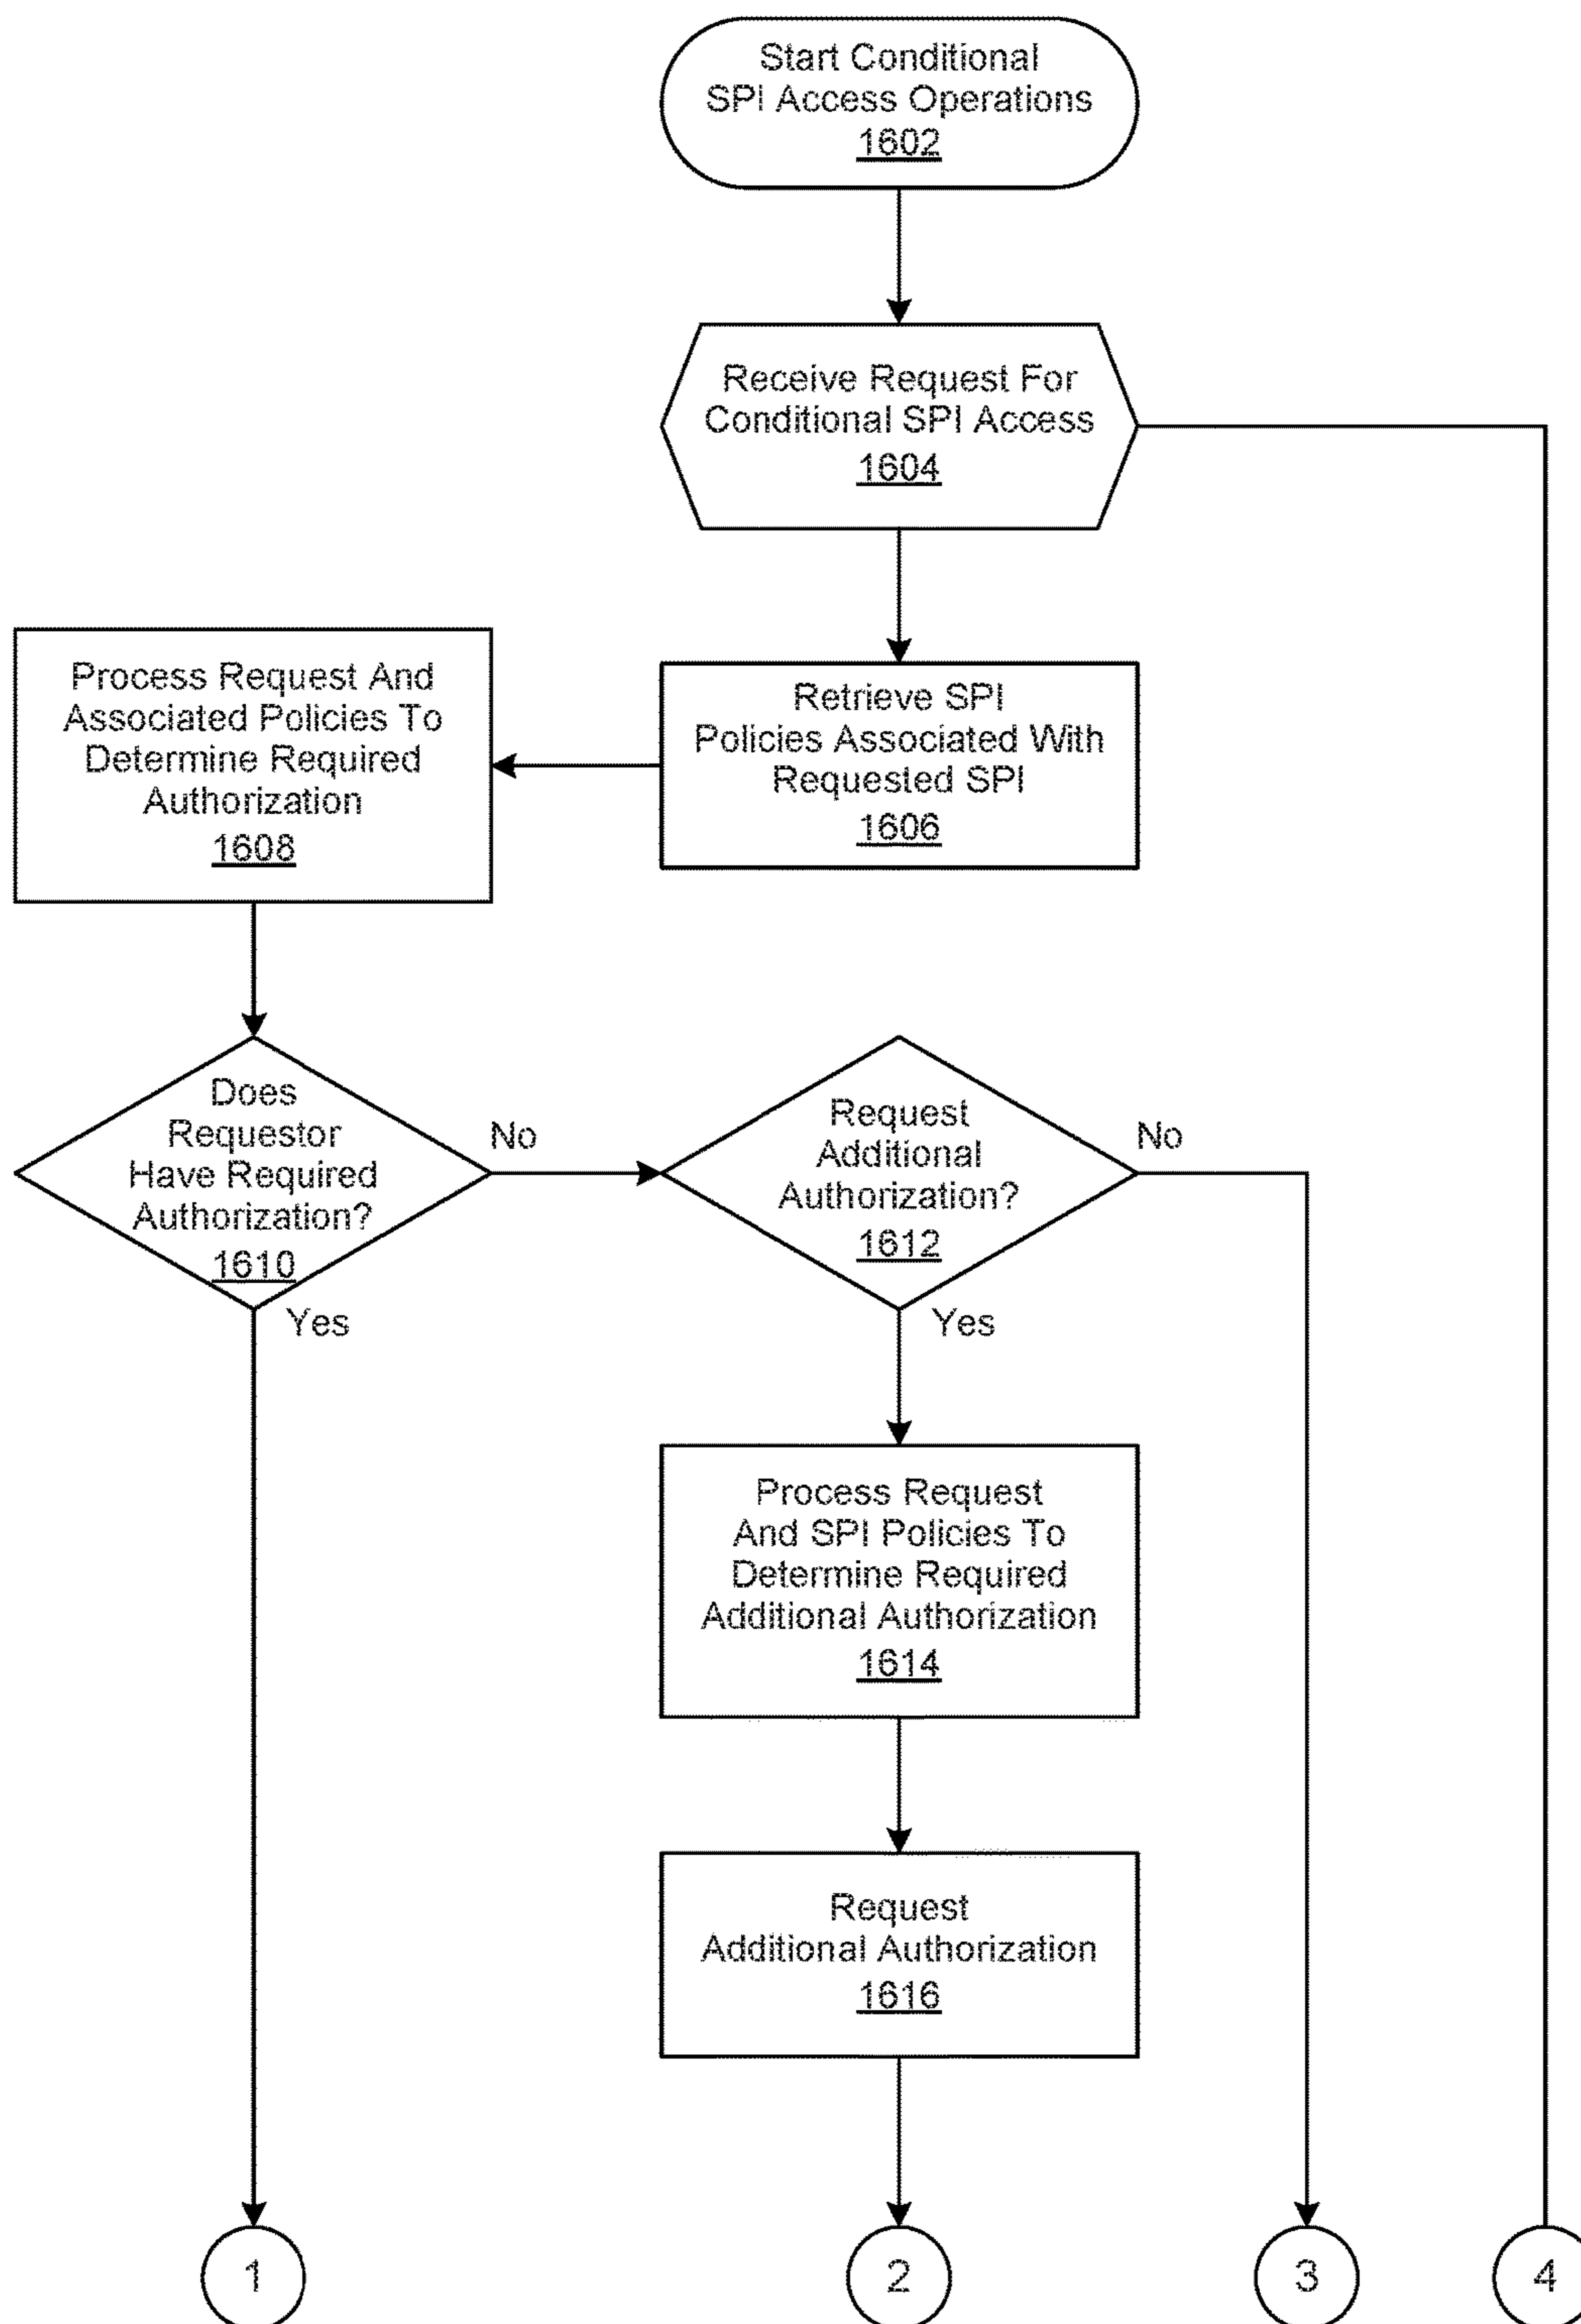 Start Conditional
SPI Access Operations
1602
Receive Request For
Conditional SPI Access
1604
Retrieve SPI
Policies Associated With
Requested SPI
1606
Process Request And
Associated Policies To
Determine Required
Authorization
1608
Does
Requestor
Have Required
Authorization?
1610
No
Yes
Request
Additional
Authorization?
1612
No
Yes
Process Request
And SPI Policies To
Determine Required
Additional Authorization
1614
Request
Additional Authorization
1616
1
2
3
4